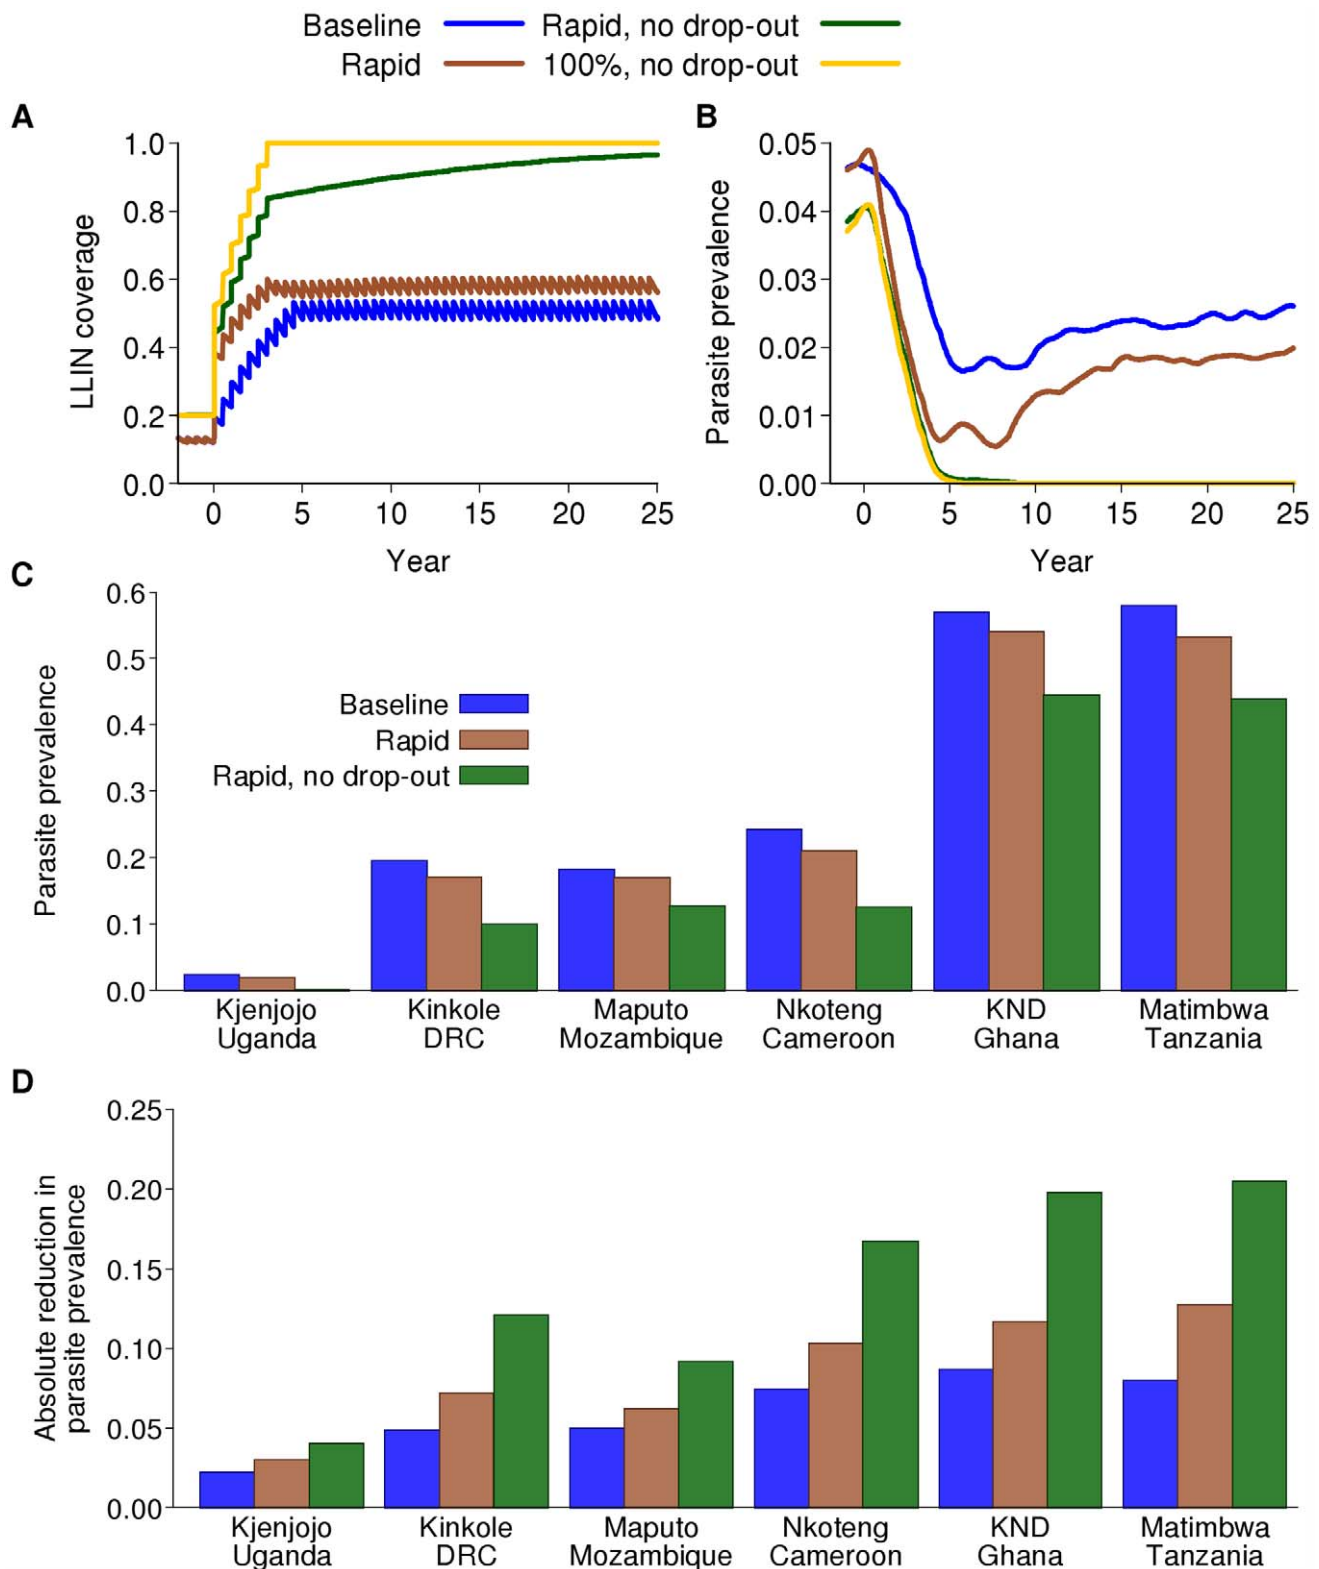 Baseline Rapid, no drop-out
Rapid 100%, no drop-out
A
LLIN coverage
1.0
0.8
0.6
0.4
0.2
0.0
0 5 10 15 20 25
Year
B
Parasite prevalence
0.05
0.04
0.03
0.02
0.01
0.00
0 5 10 15 20 25
Year
C
Parasite prevalence
0.6
0.5
0.4
0.3
0.2
0.1
0.0
Baseline
Rapid
Rapid, no drop-out
Kjenjojo Kinkole Maputo Nkoteng KND Matimbwa
Uganda DRC Mozambique Cameroon Ghana Tanzania
D
Absolute reduction in
parasite prevalence
0.25
0.20
0.15
0.10
0.05
0.00
Kjenjojo Kinkole Maputo Nkoteng KND Matimbwa
Uganda DRC Mozambique Cameroon Ghana Tanzania